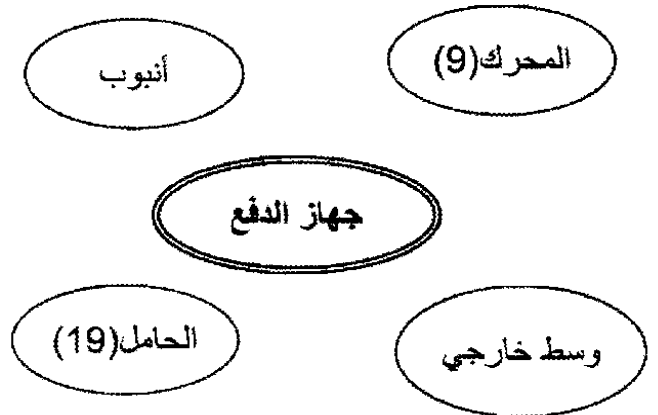 المحرك(9)
أنبوب
جهاز الدفع
الحامل(19)
وسط خارجي